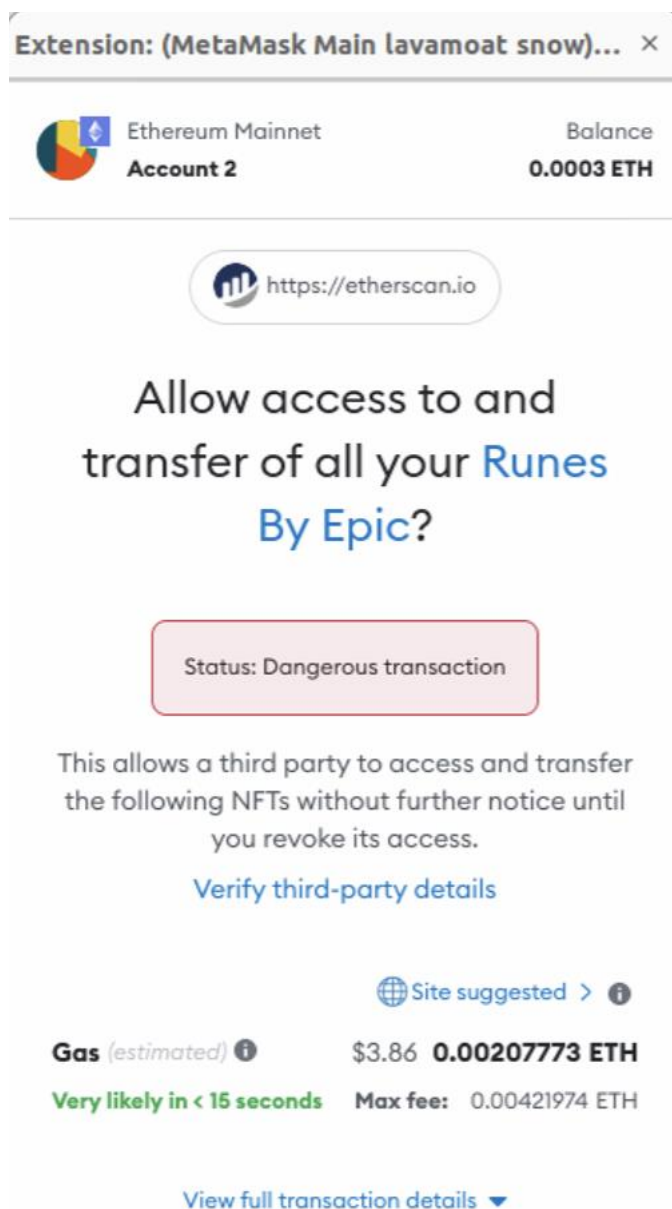 Extension: (MetaMask Main lavamoat snow)... ×
Ethereum Mainnet Balance
Account 2 0.0003 ETH
https://etherscan.io
Allow access to and
transfer of all your Runes
By Epic?
Status: Dangerous transaction
This allows a third party to access and transfer
the following NFTs without further notice until
you revoke its access.
Verify third-party details
Site suggested >
Gas (estimated) $3.86 0.00207773 ETH
Very likely in < 15 seconds Max fee: 0.00421974 ETH
View full transaction details